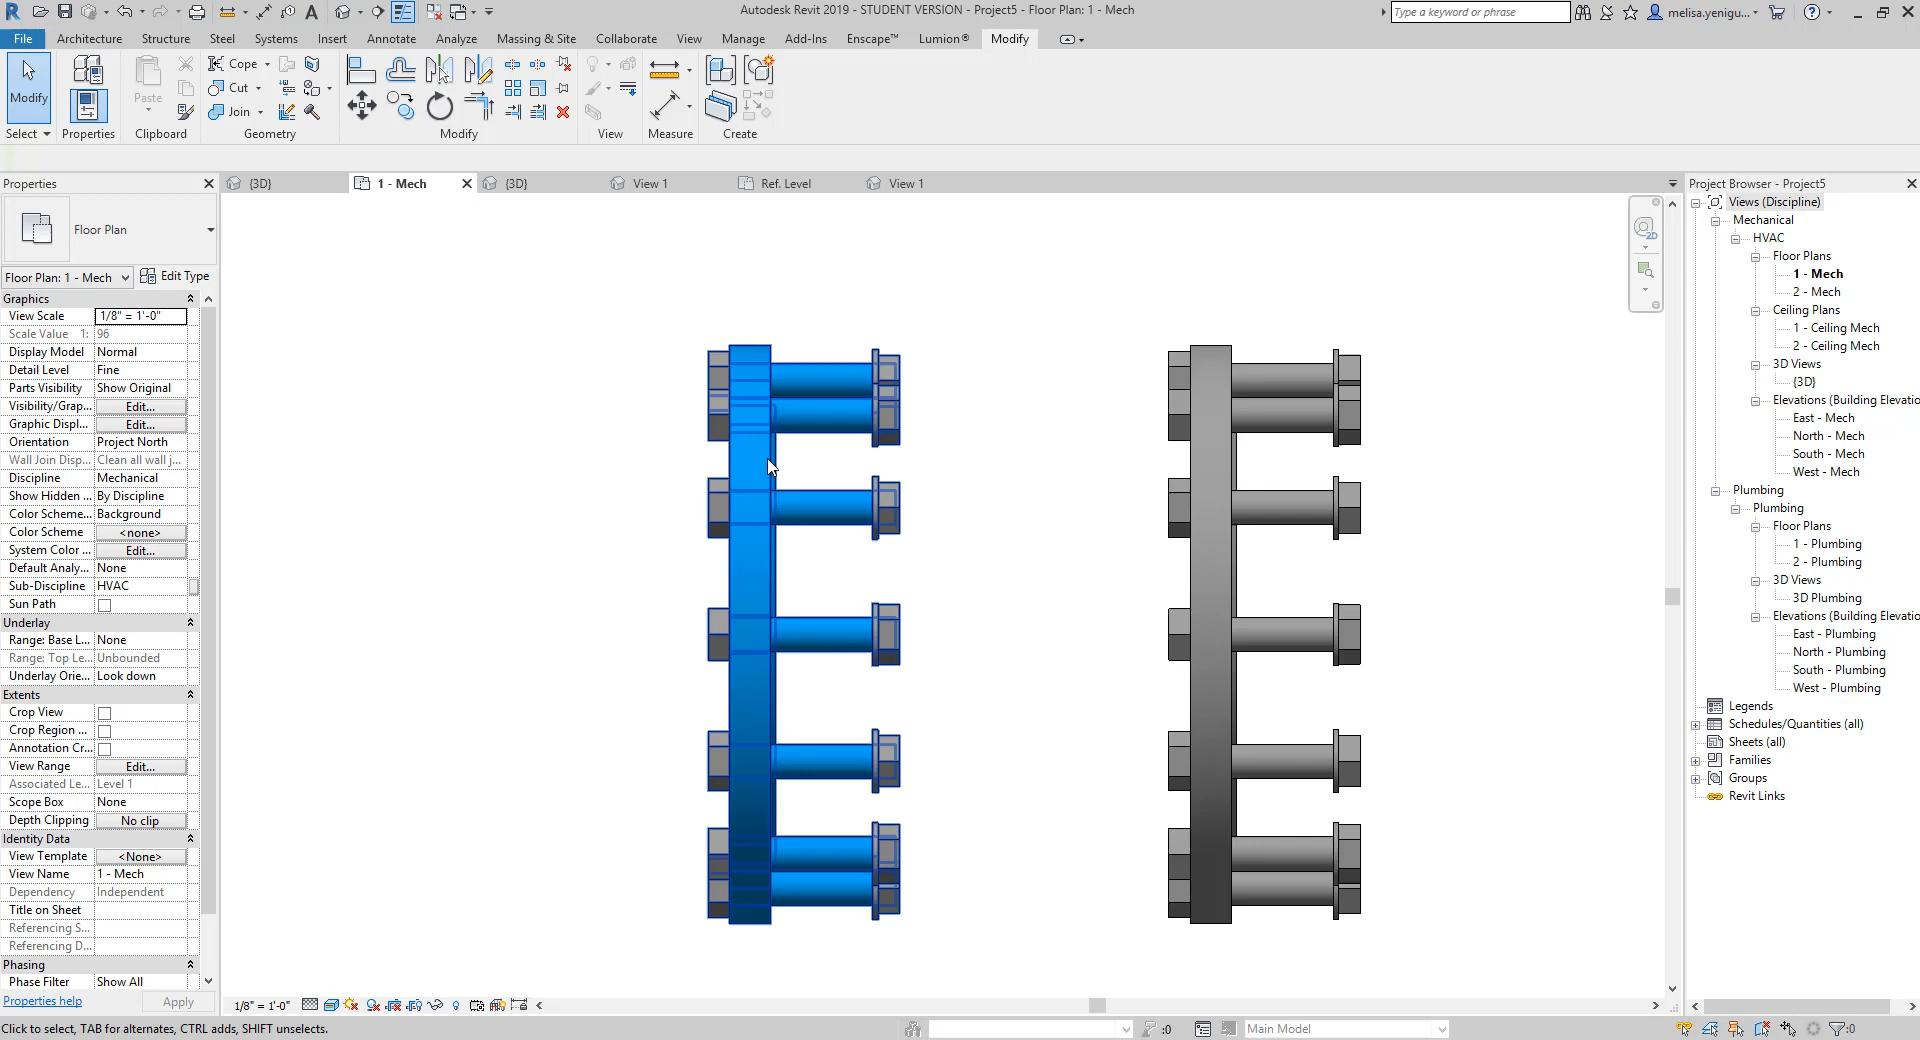 Autodesk Revit 2019 - STUDENT VERSION - Project5 - Floor Plan: 1 - Mech
Type a keyword or phrase
melisa.yenigu...
File
Architecture
Structure
Steel
Systems
Insert
Annotate
Analyze
Massing & Site
Collaborate
View
Manage
Add-Ins
Enscape™
Lumion®
Modify
Modify
Paste
Cope
Cut
Join
Select
Properties
Clipboard
Geometry
Modify
View
Measure
Create
Properties
{3D}
1 - Mech
{3D}
View 1
Ref. Level
View 1
Floor Plan
Floor Plan: 1 - Mech
Edit Type
Graphics
View Scale 1/8" = 1'-0"
Scale Value 1: 96
Display Model Normal
Detail Level Fine
Parts Visibility Show Original
Visibility/Grap... Edit...
Graphic Displ... Edit...
Orientation Project North
Wall Join Disp... Clean all wall j...
Discipline Mechanical
Show Hidden ... By Discipline
Color Scheme... Background
Color Scheme <none>
System Color ... Edit...
Default Analy... None
Sub-Discipline HVAC
Sun Path
Underlay
Range: Base L... None
Range: Top Le... Unbounded
Underlay Orie... Look down
Extents
Crop View
Crop Region ...
Annotation Cr...
View Range Edit...
Associated Le... Level 1
Scope Box None
Depth Clipping No clip
Identity Data
View Template <None>
View Name 1 - Mech
Dependency Independent
Title on Sheet
Referencing S...
Referencing D...
Phasing
Phase Filter Show All
Properties help
Apply
2D
1/8" = 1'-0"
Project Browser - Project5
Views (Discipline)
Mechanical
HVAC
Floor Plans
1 - Mech
2 - Mech
Ceiling Plans
1 - Ceiling Mech
2 - Ceiling Mech
3D Views
{3D}
Elevations (Building Elevatio
East - Mech
North - Mech
South - Mech
West - Mech
Plumbing
Plumbing
Floor Plans
1 - Plumbing
2 - Plumbing
3D Views
3D Plumbing
Elevations (Building Elevatio
East - Plumbing
North - Plumbing
South - Plumbing
West - Plumbing
Legends
Schedules/Quantities (all)
Sheets (all)
Families
Groups
Revit Links
Click to select, TAB for alternates, CTRL adds, SHIFT unselects.
:0
Main Model
:0